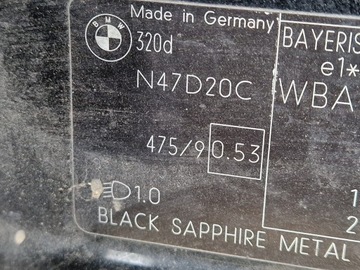 Made in Germany
BMW
320d
BAYERIS
e1*
N47D20C
WBA
475/9 0.53
1.0
1
BLACK SAPPHIRE METAL
2